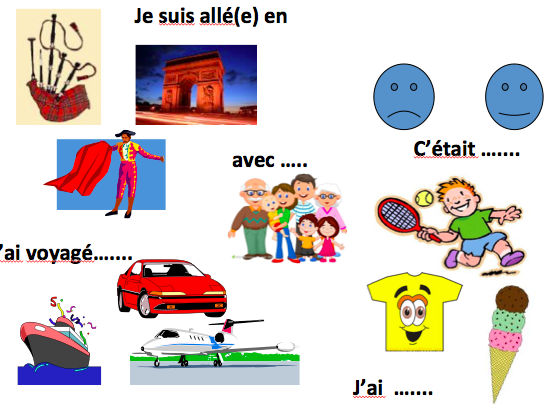 Je suis allé(e) en
C’était …....
avec …..
’ai voyagé…....
J’ai …....